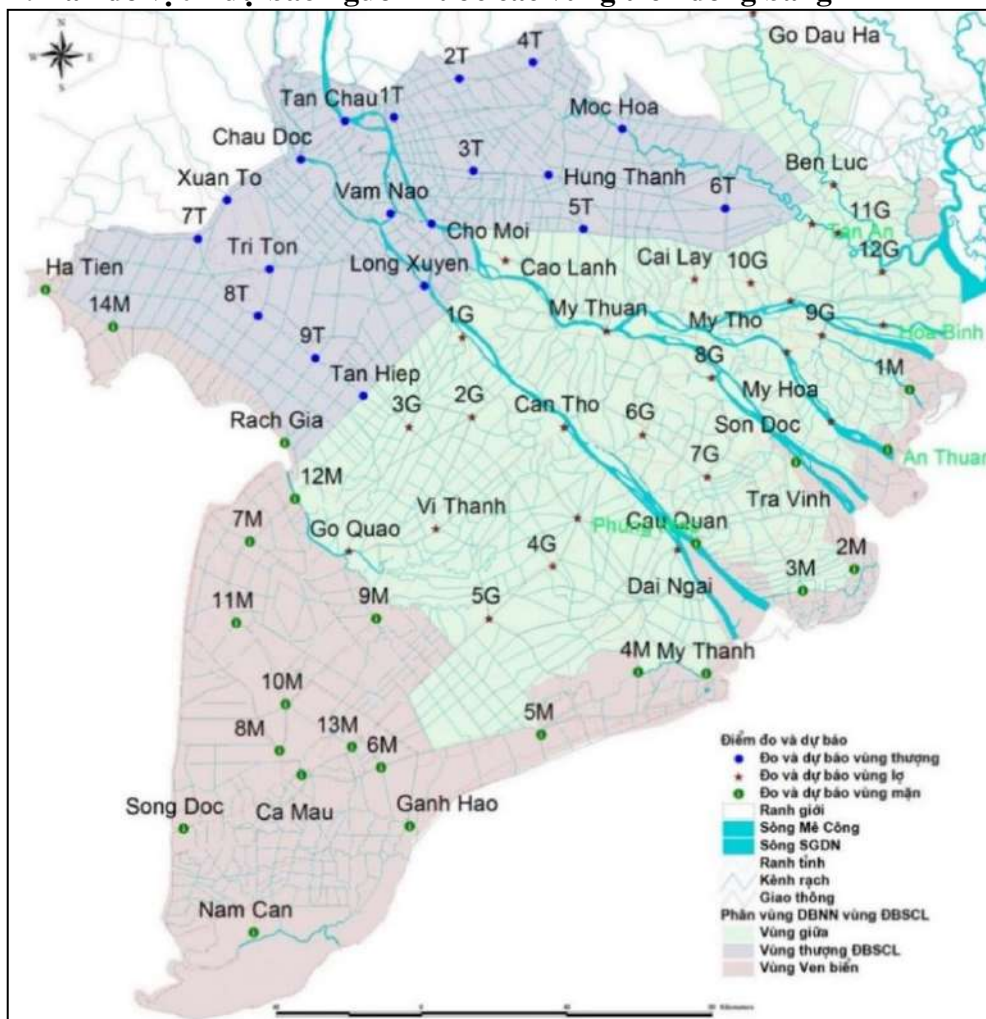 Go Dau Ha
4T
2T
Tan Chau
1T
Moc Hoa
Chau Doc
Ben Luc
3T
Xuan To
Hung Thanh
Vam Nao
6T
7T
5T
11G
Tan An
Tri Ton
Cho Moi
12G
Ha Tien
Long Xuyen
Cao Lanh
Cai Lay
10G
14M
8T
My Thuan
1G
My Tho
9G
Hoa Binh
9T
8G
1M
Tan Hiep
My Hoa
3G
2G
Can Tho
6G
Son Doc
Rach Gia
7G
An Thuan
12M
Vi Thanh
Tra Vinh
7M
Go Quao
Cau Quan
4G
2M
3M
Dai Ngai
11M
9M
5G
4M
My Thanh
10M
8M
13M
5M
6M
Song Doc
Ca Mau
Ganh Hao
Nam Can
Điểm đo và dự báo
Đo và dự báo vùng thượng
Đo và dự báo vùng lợ
Đo và dự báo vùng mặn
Ranh giới
Sông Mê Công
Sông SGDN
Ranh tỉnh
Kênh rạch
Giao thông
Phân vùng DBNN vùng ĐBSCL
Vùng giữa
Vùng thượng ĐBSCL
Vùng Ven biển